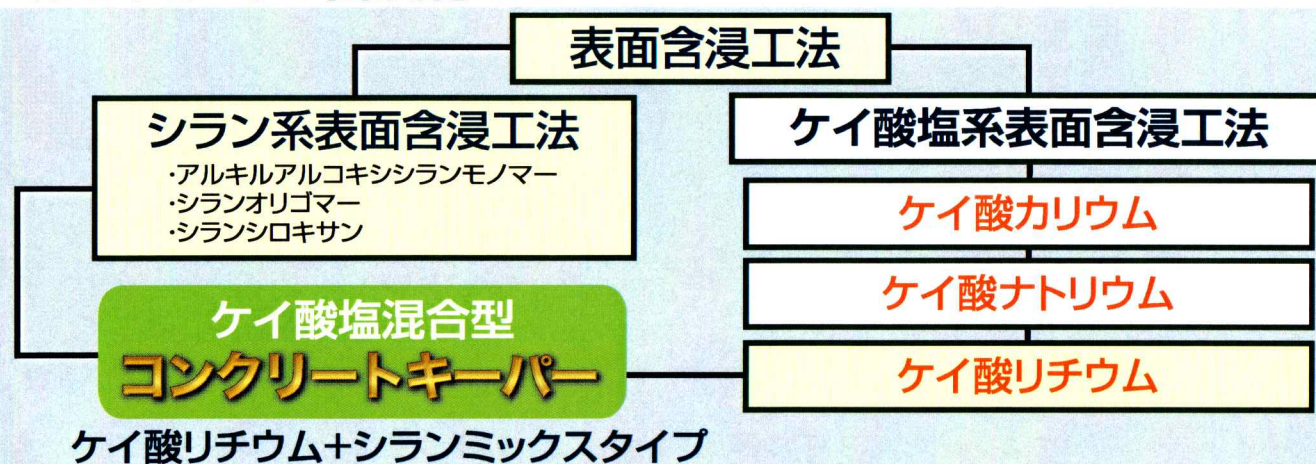 表面含浸工法
シラン系表面含浸工法
・アルキルアルコキシシランモノマー
・シランオリゴマー
・シランシロキサン
ケイ酸塩系表面含浸工法
ケイ酸カリウム
ケイ酸ナトリウム
ケイ酸リチウム
ケイ酸塩混合型
コンクリートキーパー
ケイ酸リチウム+シランミックスタイプ